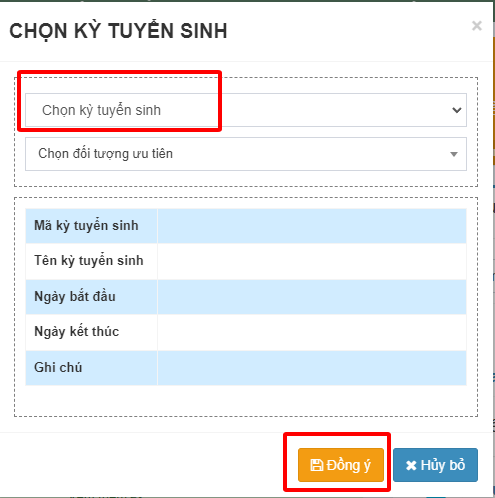 CHỌN KỲ TUYỂN SINH
×
Chọn kỳ tuyển sinh
Chọn đối tượng ưu tiên
Mã kỳ tuyển sinh
Tên kỳ tuyển sinh
Ngày bắt đầu
Ngày kết thúc
Ghi chú
Đồng ý
Hủy bỏ